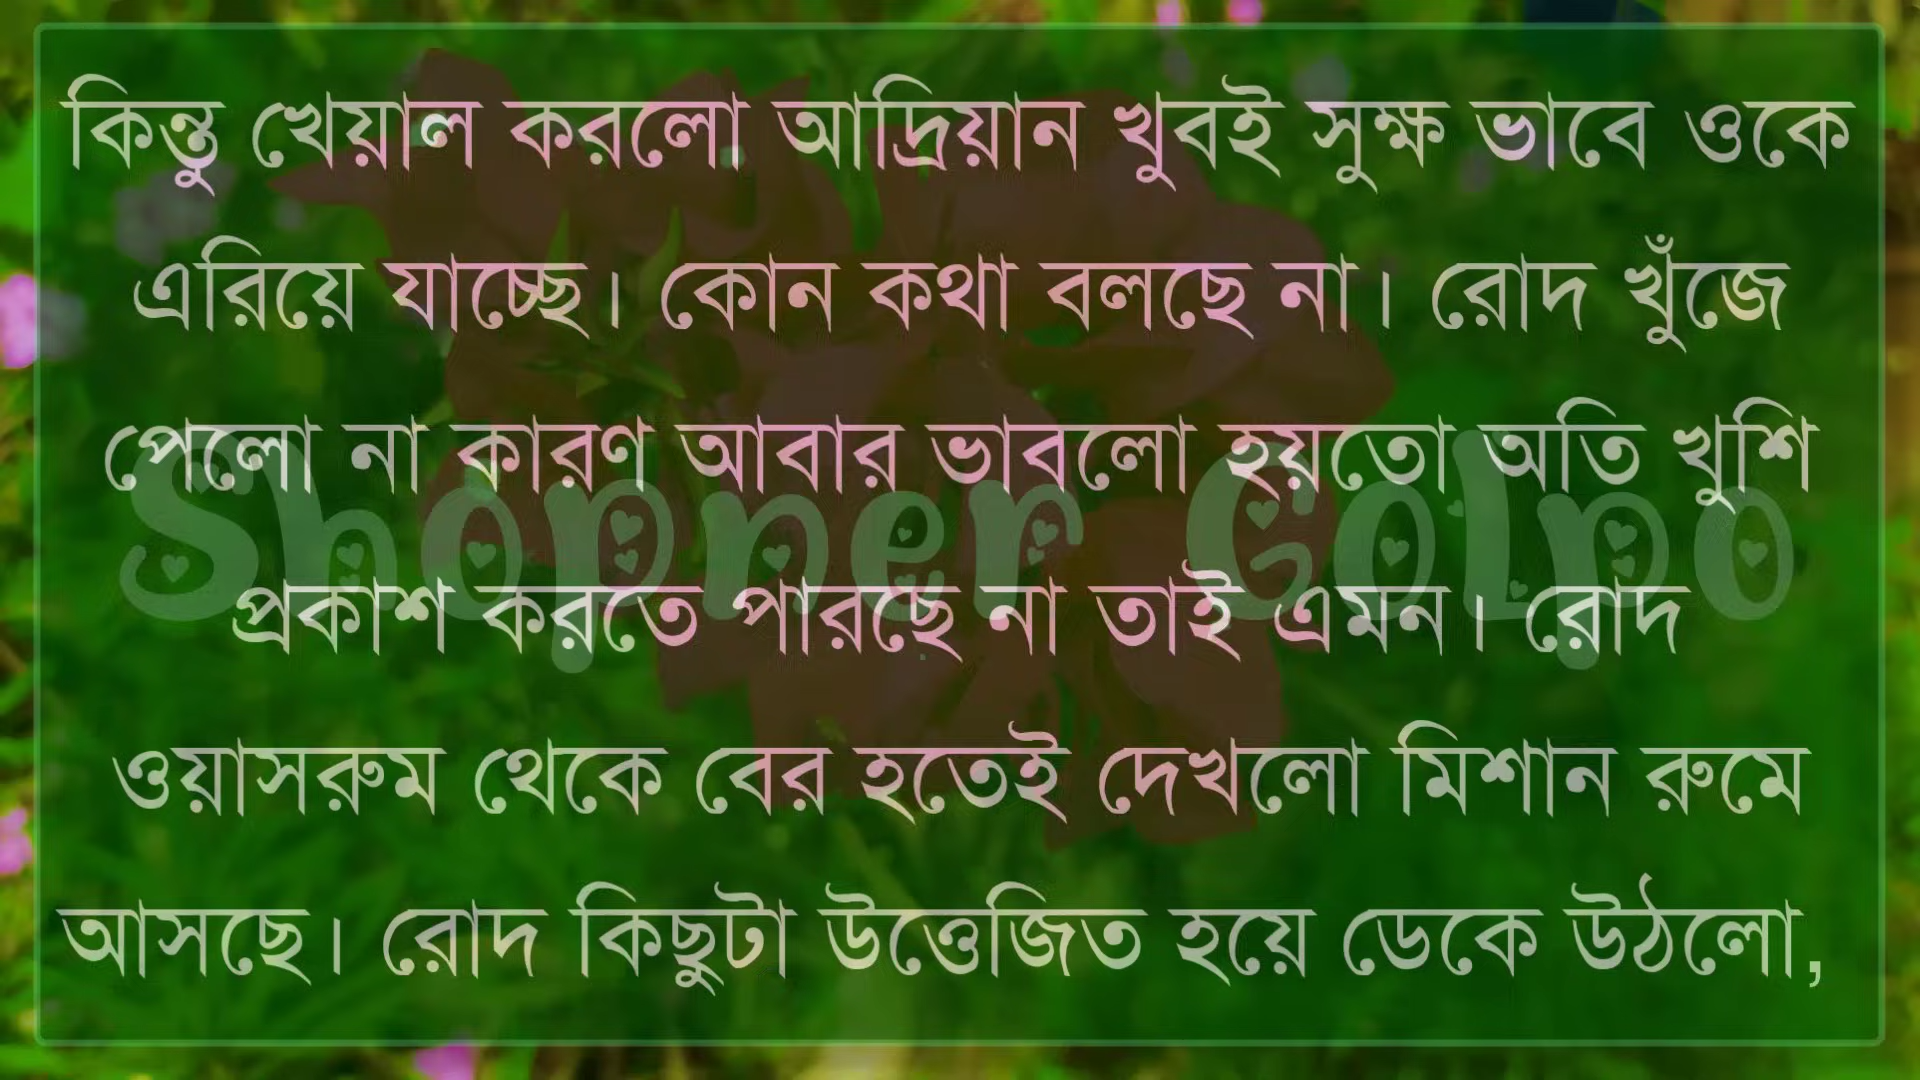 কিন্তু খেয়াল করলো আদ্রিয়ান খুবই সুক্ষ ভাবে ওকে
এরিয়ে যাচ্ছে। কোন কথা বলছে না। রোদ খুঁজে
পেলো না কারণ আবার ভাবলো হয়তো অতি খুশি
Shopner Golpo
প্রকাশ করতে পারছে না তাই এমন। রোদ
ওয়াসরুম থেকে বের হতেই দেখলো মিশান রুমে
আসছে। রোদ কিছুটা উত্তেজিত হয়ে ডেকে উঠলো,